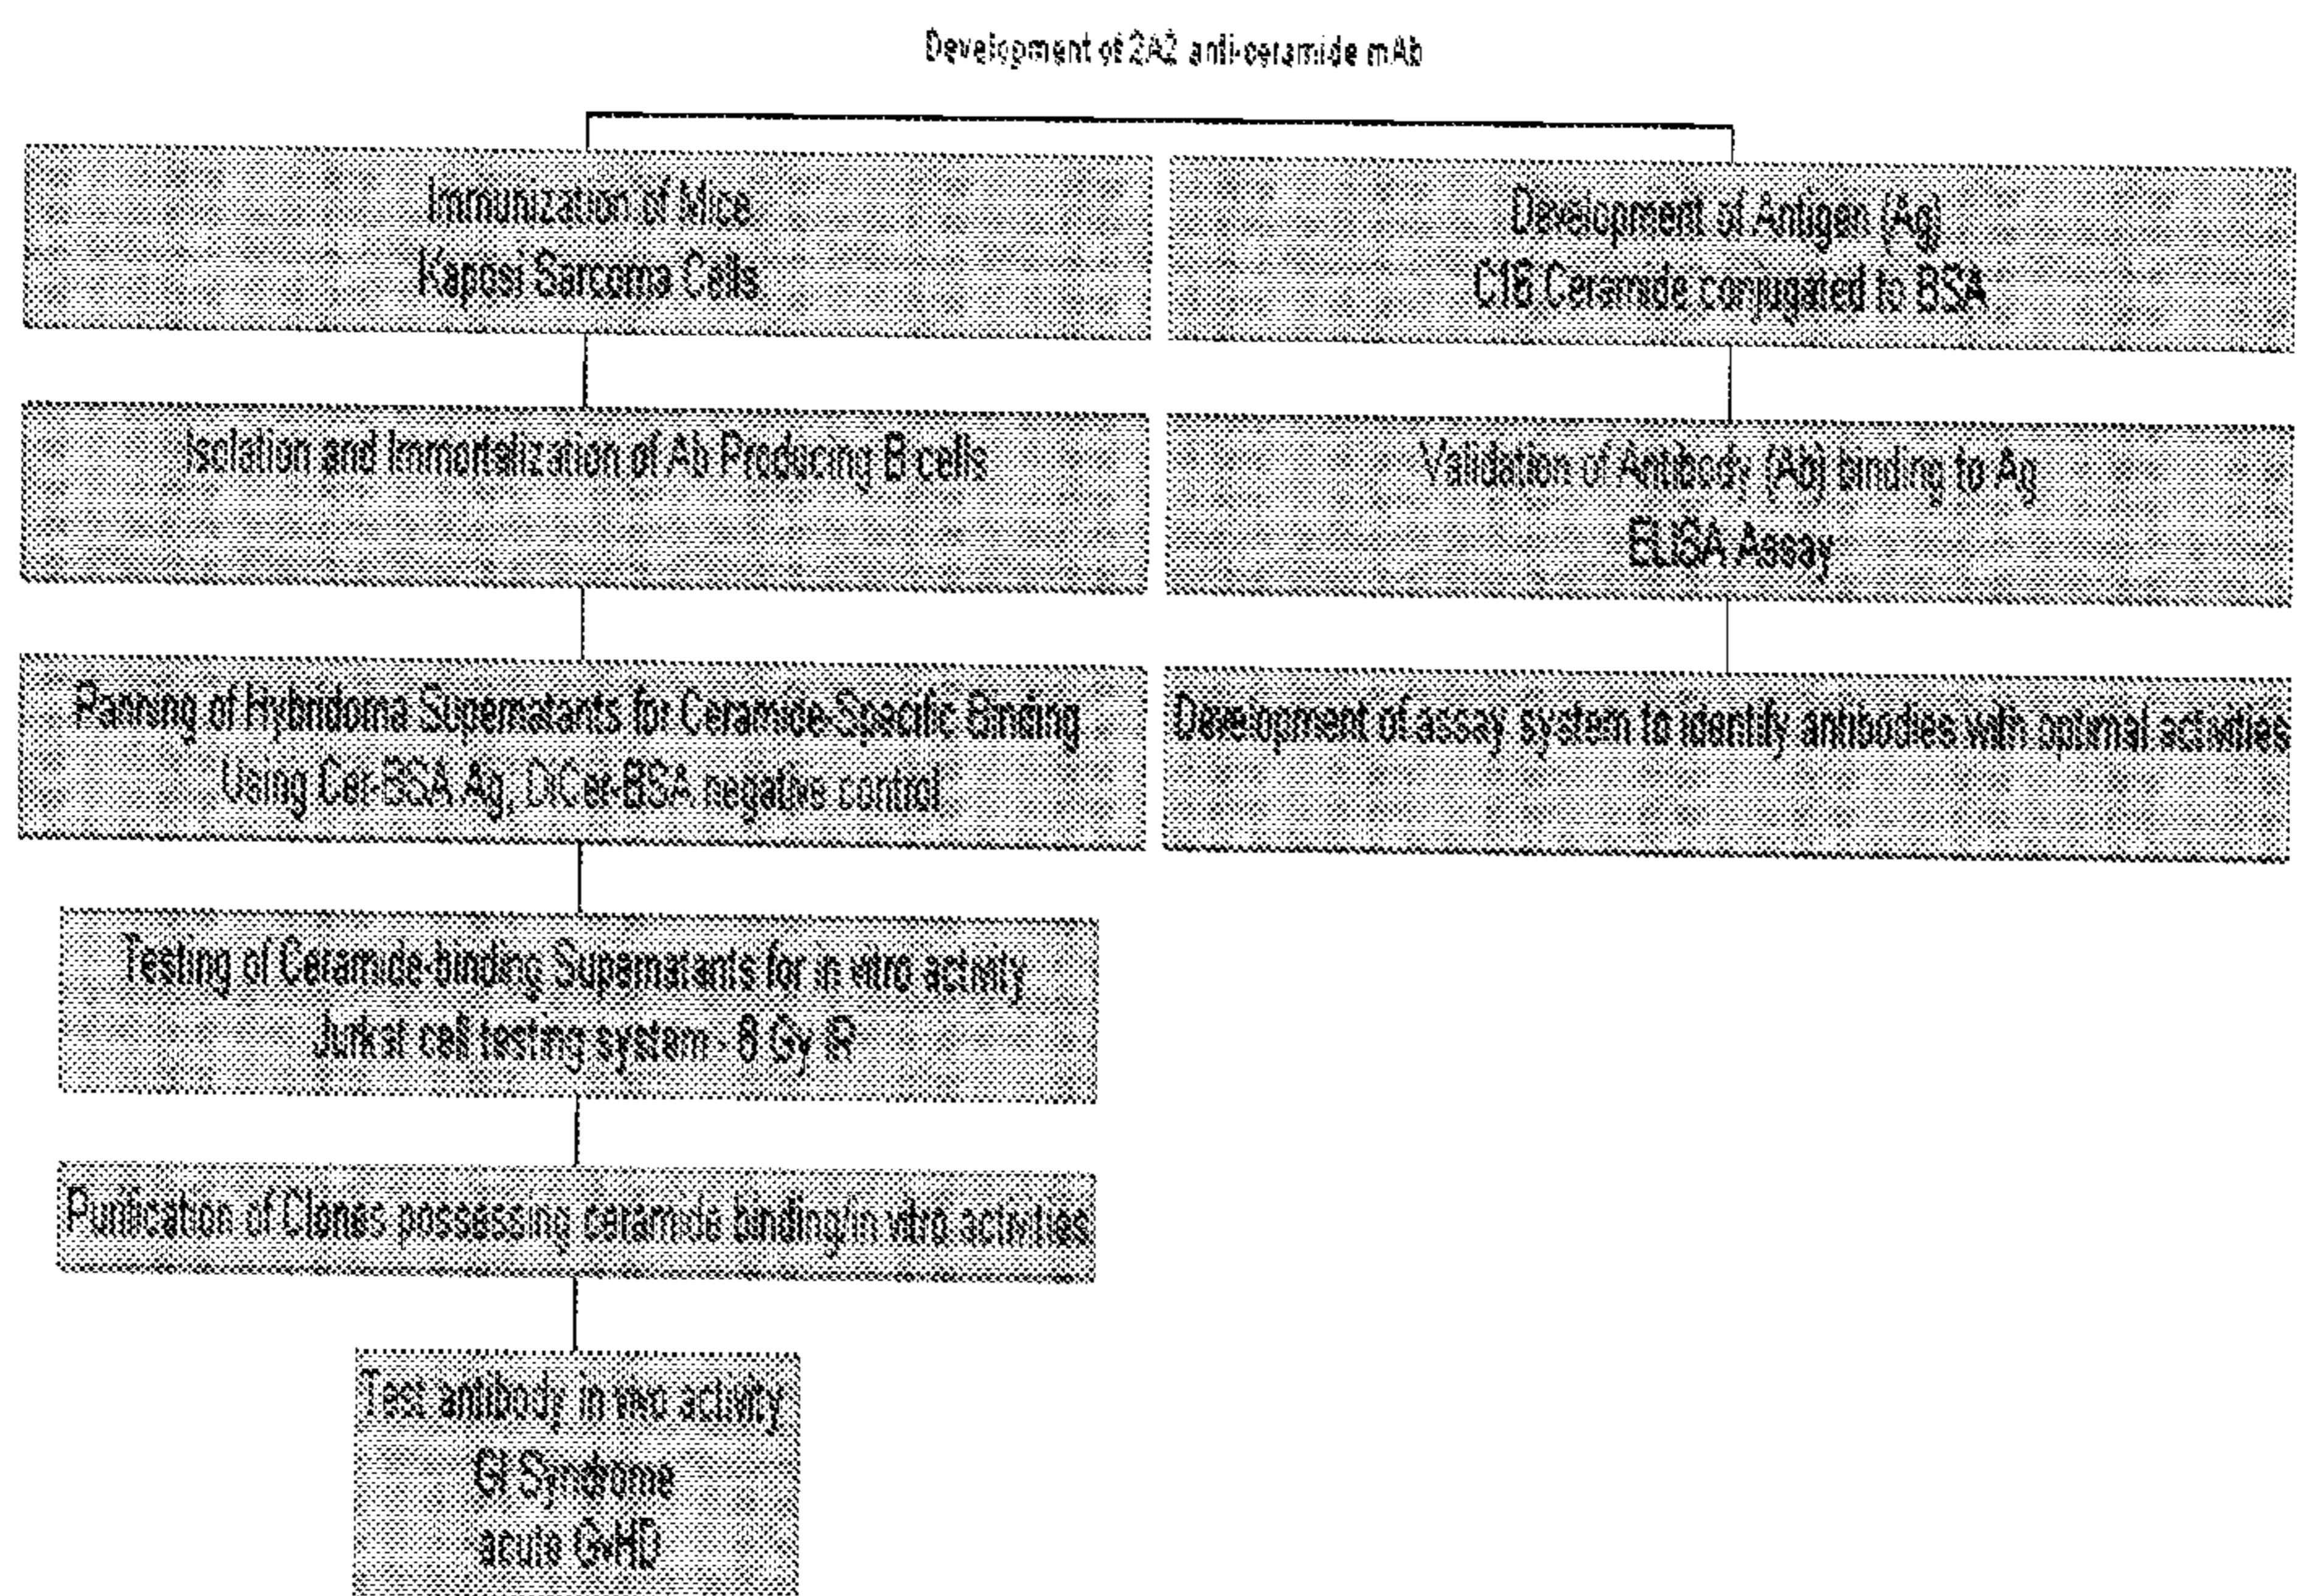 Development of 2A2 anti-ceramide mAb
Immunization of Mice
Kaposi Sarcoma Cells
Development of Antigen (Ag)
C16 Ceramide conjugated to BSA
Isolation and Immortalization of Ab Producing B cells
Validation of Antibody (Ab) binding to Ag
ELISA Assay
Panning of Hybridoma Supernatants for Ceramide-Specific Binding
Using Cer-BSA Ag, DiCer-BSA negative control
Development of assay system to identify antibodies with optimal activities
Testing of Ceramide-binding Supernatants for in vitro activity
Jurkat cell testing system - 8 Gy IR
Purification of Clones possessing ceramide binding/in vitro activities
Test antibody in vivo activity
GI Syndrome
acute GvHD